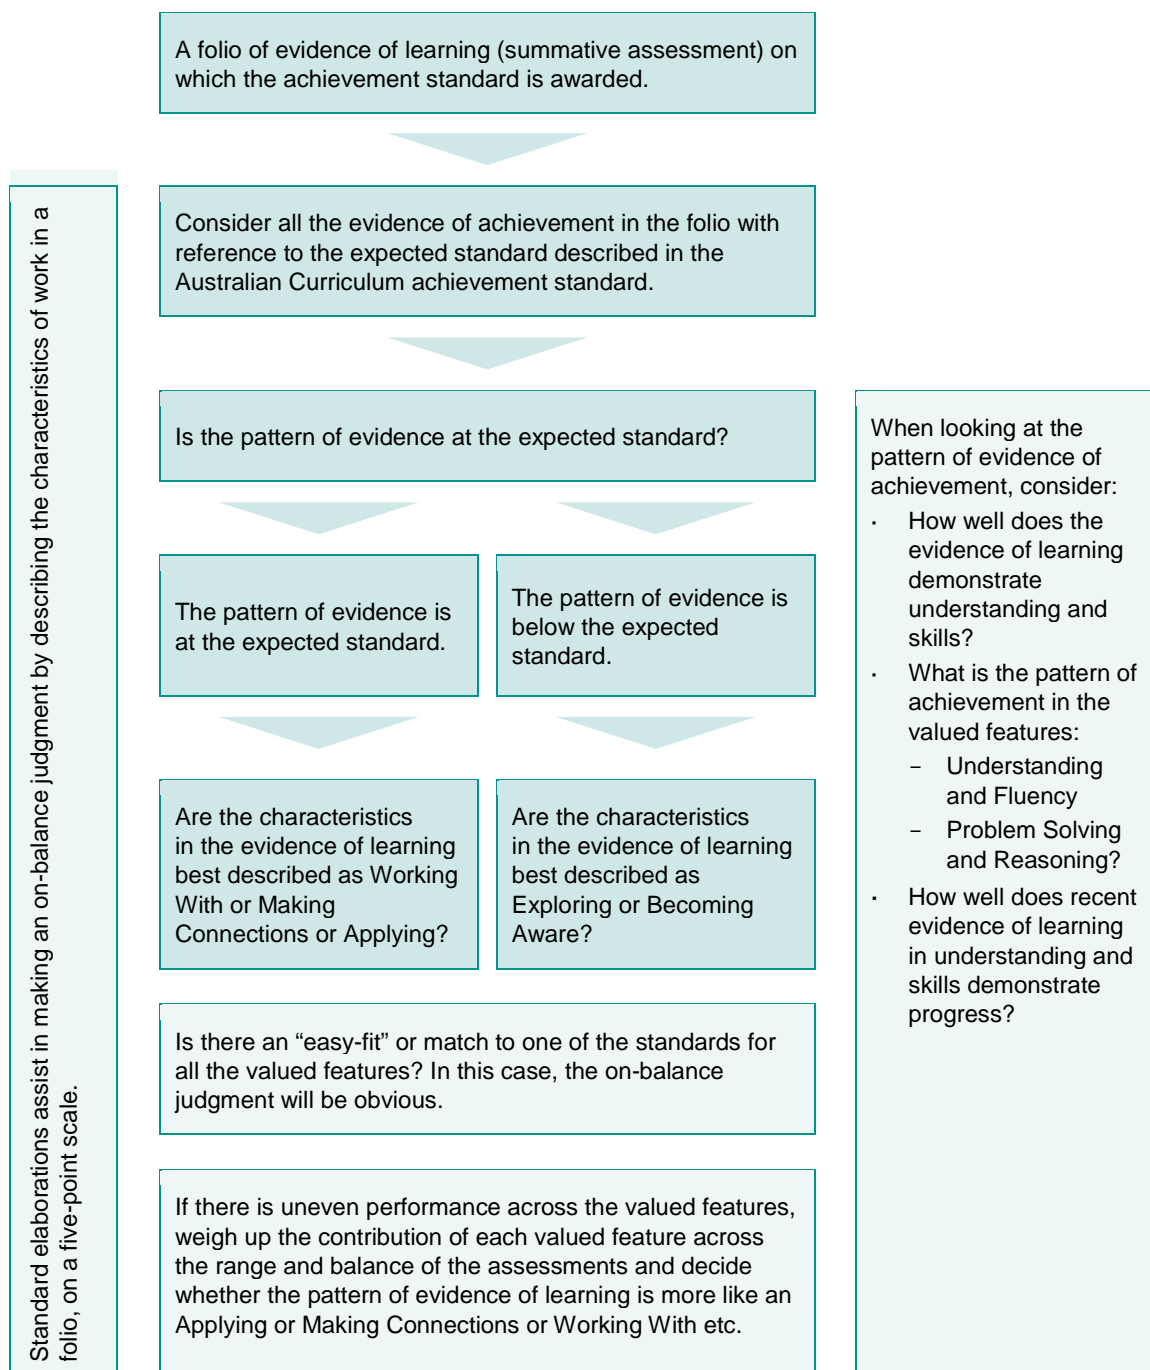 A folio of evidence of learning (summative assessment) on
which the achievement standard is awarded.
Standard elaborations assist in making an on-balance judgment by describing the characteristics of work in a
folio, on a five-point scale.
Consider all the evidence of achievement in the folio with
reference to the expected standard described in the
Australian Curriculum achievement standard.
Is the pattern of evidence at the expected standard?
The pattern of evidence is
at the expected standard.
The pattern of evidence is
below the expected
standard.
Are the characteristics
in the evidence of learning
best described as Working
With or Making
Connections or Applying?
Are the characteristics
in the evidence of learning
best described as
Exploring or Becoming
Aware?
Is there an “easy-fit” or match to one of the standards for
all the valued features? In this case, the on-balance
judgment will be obvious.
If there is uneven performance across the valued features,
weigh up the contribution of each valued feature across
the range and balance of the assessments and decide
whether the pattern of evidence of learning is more like an
Applying or Making Connections or Working With etc.
When looking at the
pattern of evidence of
achievement, consider:
· How well does the
evidence of learning
demonstrate
understanding and
skills?
· What is the pattern of
achievement in the
valued features:
− Understanding
and Fluency
− Problem Solving
and Reasoning?
· How well does recent
evidence of learning
in understanding and
skills demonstrate
progress?